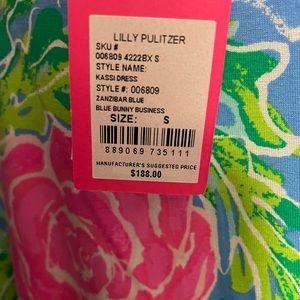 LILLY PULITZER
SKU #
006809 4222BX S
STYLE NAME:
KASSI DRESS
STYLE #: 006809
ZANZIBAR BLUE
BLUE BUNNY BUSINESS
SIZE: S
889069 735111
MANUFACTURER'S SUGGESTED PRICE
$188.00